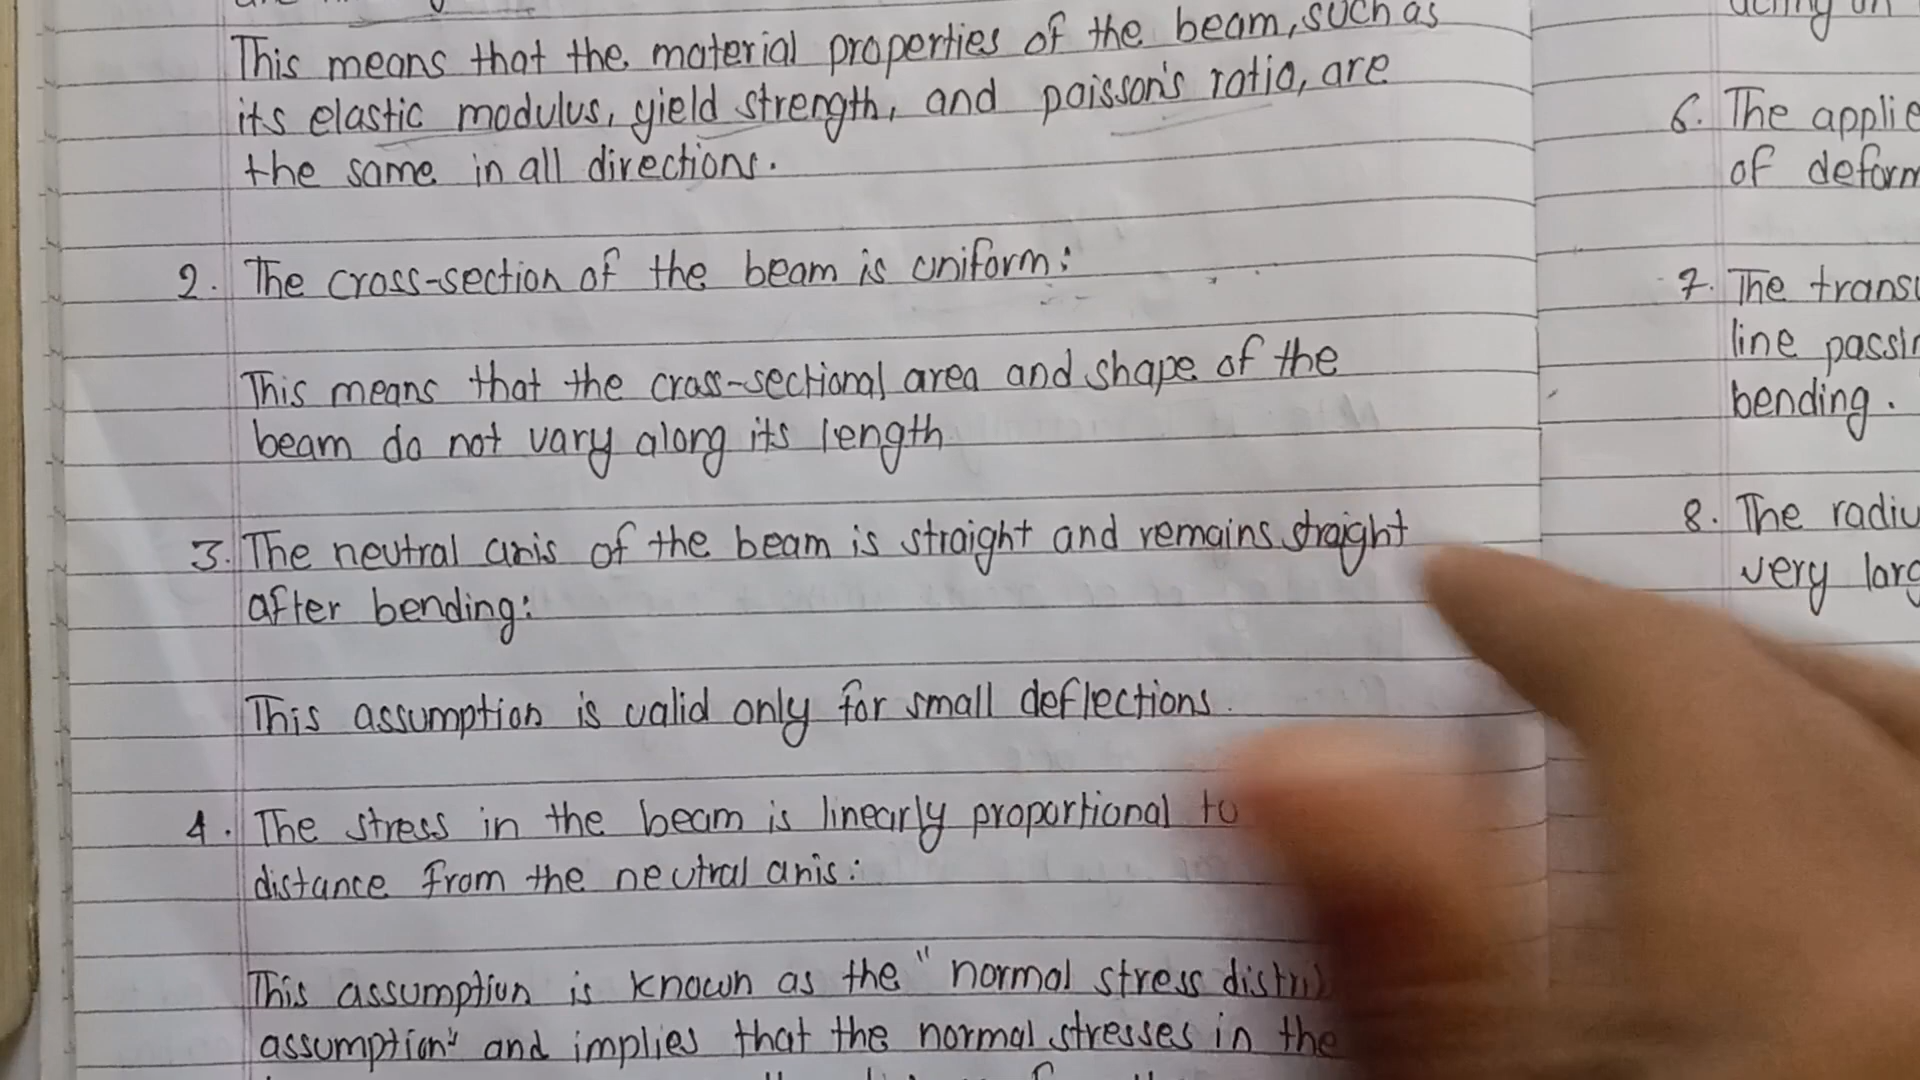 This means that the material properties of the beam, such as
its elastic modulus, yield strength, and poisson's ratio, are
the same in all directions.
2. The cross-section of the beam is uniform:
This means that the cross-sectional area and shape of the
beam do not vary along its length
3. The neutral axis of the beam is straight and remains straight
after bending:
This assumption is valid only for small deflections.
4. The stress in the beam is linearly proportional to
distance from the neutral axis:
This assumption is known as the "normal stress
assumption" and implies that the normal stresses in the
6. The
of
7. The
line
bending.
8. The
very